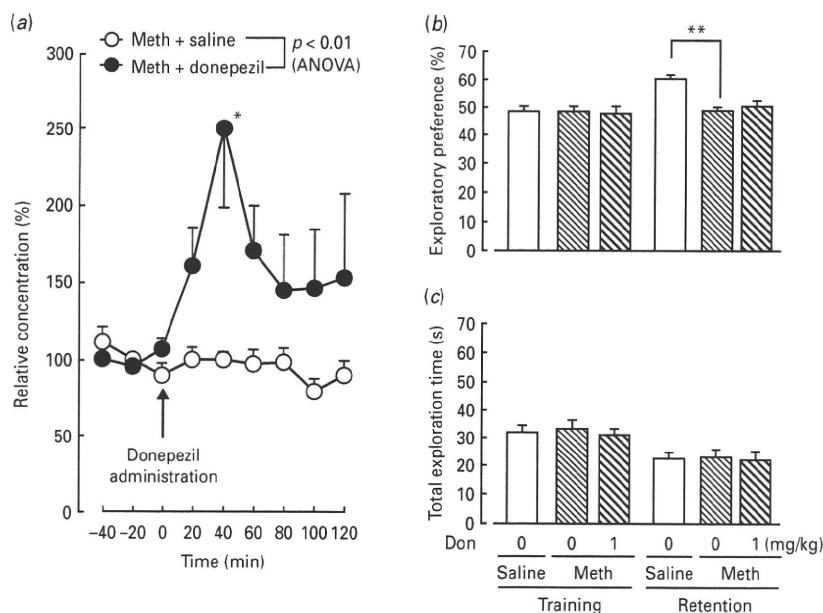 (a)
300
250
200
150
100
50
0
Relative concentration (%)
Meth + saline
Meth + donepezil
p < 0.01
(ANOVA)
*
Donepezil
administration
−40 −20 0 20 40 60 80 100 120
Time (min)
(b)
70
60
50
40
30
20
10
0
Exploratory preference (%)
**
(c)
70
60
50
40
30
20
10
0
Total exploration time (s)
Don 0 0 1 0 0 1 (mg/kg)
Saline Meth Saline Meth
Training Retention